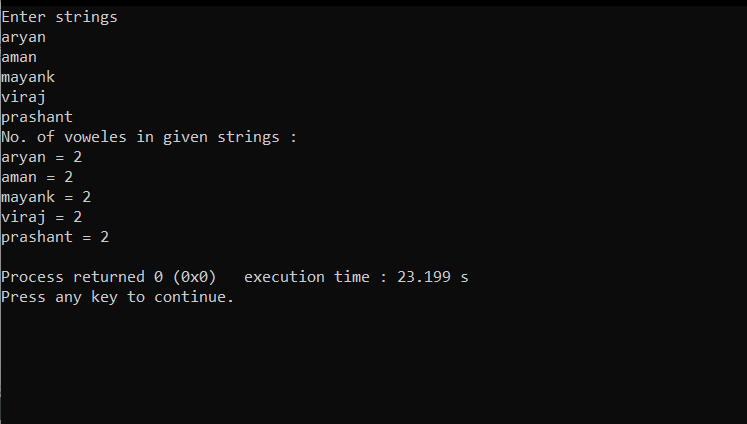 Enter strings
aryan
aman
mayank
viraj
prashant
No. of voweles in given strings :
aryan = 2
aman = 2
mayank = 2
viraj = 2
prashant = 2
Process returned 0 (0x0)   execution time : 23.199 s
Press any key to continue.